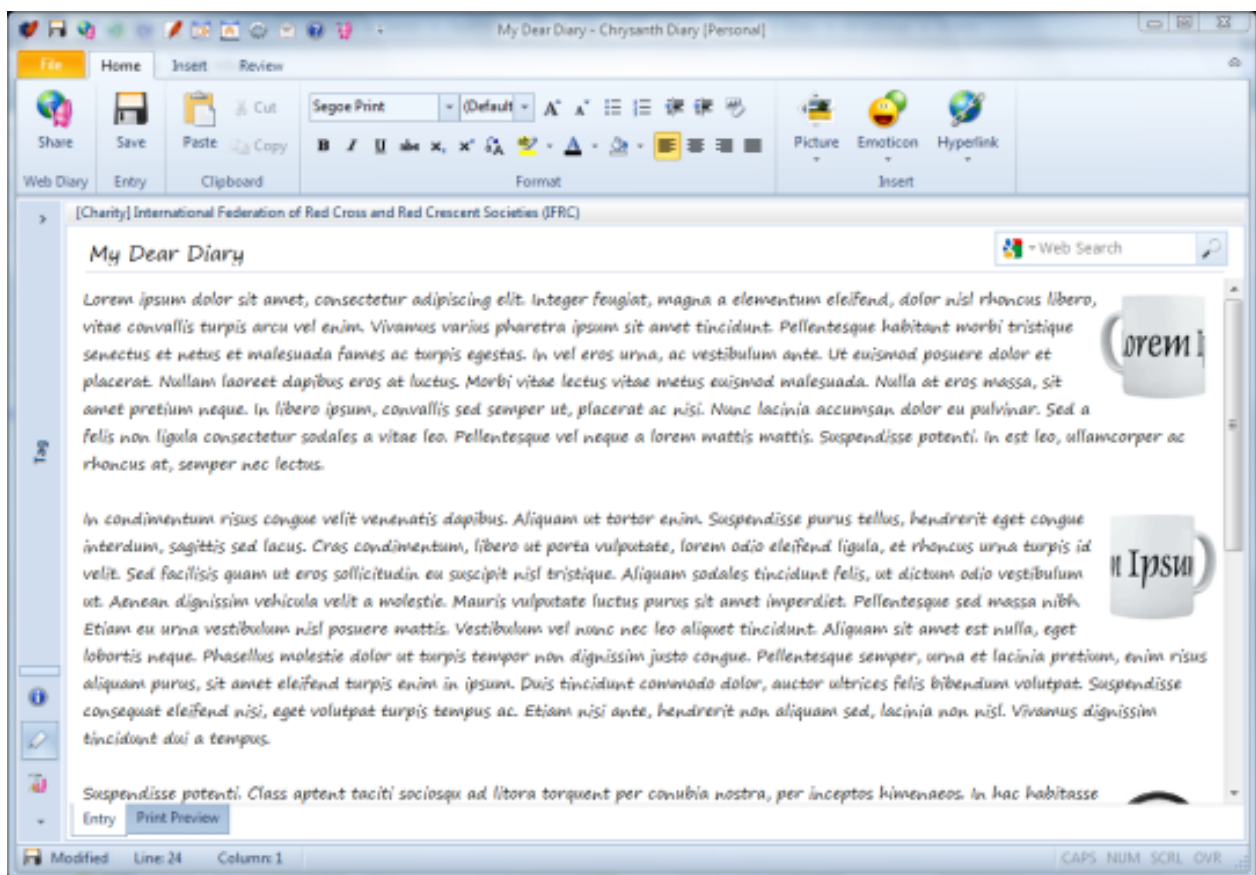 My Dear Diary - Chrysanth Diary [Personal]
File Home Insert Review
Segoe Print (Default
Cut
Share Save Paste Copy Picture Emoticon Hyperlink
Web Diary Entry Clipboard Format Insert
[Charity] International Federation of Red Cross and Red Crescent Societies (IFRC)
My Dear Diary
Web Search
Lorem ipsum dolor sit amet, consectetur adipiscing elit. Integer feugiat, magna a elementum eleifend, dolor nisl rhoncus libero,
vitae convallis turpis arcu vel enim. Vivamus varius pharetra ipsum sit amet tincidunt. Pellentesque habitant morbi tristique
senectus et netus et malesuada fames ac turpis egestas. In vel eros urna, ac vestibulum ante. Ut euismod posuere dolor et
placerat. Nullam laoreet dapibus eros at luctus. Morbi vitae lectus vitae metus euismod malesuada. Nulla at eros massa, sit
amet pretium neque. In libero ipsum, convallis sed semper ut, placerat ac nisi. Nunc lacinia accumsan dolor eu pulvinar. Sed a
felis non ligula consectetur sodales a vitae leo. Pellentesque vel neque a lorem mattis mattis. Suspendisse potenti. In est leo, ullamcorper ac
rhoncus at, semper nec lectus.
orem I
In condimentum risus congue velit venenatis dapibus. Aliquam ut tortor enim. Suspendisse purus tellus, hendrerit eget congue
interdum, sagittis sed lacus. Cras condimentum, libero ut porta vulputate, lorem odio eleifend ligula, et rhoncus urna turpis id
velit. Sed facilisis quam ut eros sollicitudin eu suscipit nisl tristique. Aliquam sodales tincidunt felis, ut dictum odio vestibulum
ut. Aenean dignissim vehicula velit a molestie. Mauris vulputate luctus purus sit amet imperdiet. Pellentesque sed massa nibh.
Etiam eu urna vestibulum nisl posuere mattis. Vestibulum vel nunc nec leo aliquet tincidunt. Aliquam sit amet est nulla, eget
lobortis neque. Phasellus molestie dolor ut turpis tempor non dignissim justo congue. Pellentesque semper, urna et lacinia pretium, enim risus
aliquam purus, sit amet eleifend turpis enim in ipsum. Duis tincidunt commodo dolor, auctor ultrices felis bibendum volutpat. Suspendisse
consequat eleifend nisi, eget volutpat turpis tempus ac. Etiam nisi ante, hendrerit non aliquam sed, lacinia non nisl. Vivamus dignissim
tincidunt dui a tempus.
Ipsu
Suspendisse potenti. Class aptent taciti sociosqu ad litora torquent per conubia nostra, per inceptos himenaeos. In hac habitasse
Tag
Entry Print Preview
Modified Line: 24 Column: 1 CAPS NUM SCRL OVR